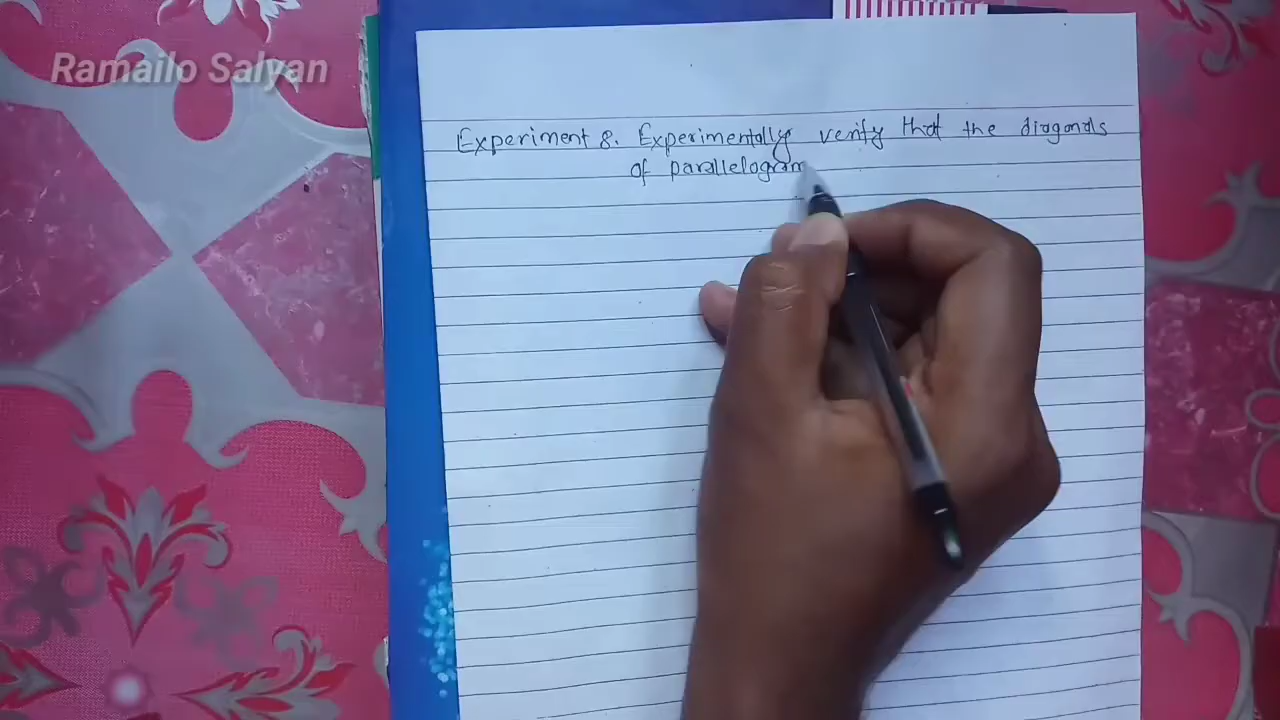 Ramailo Salyan
Experiment 8. Experimentally verify that the diagonals
of parallelogram